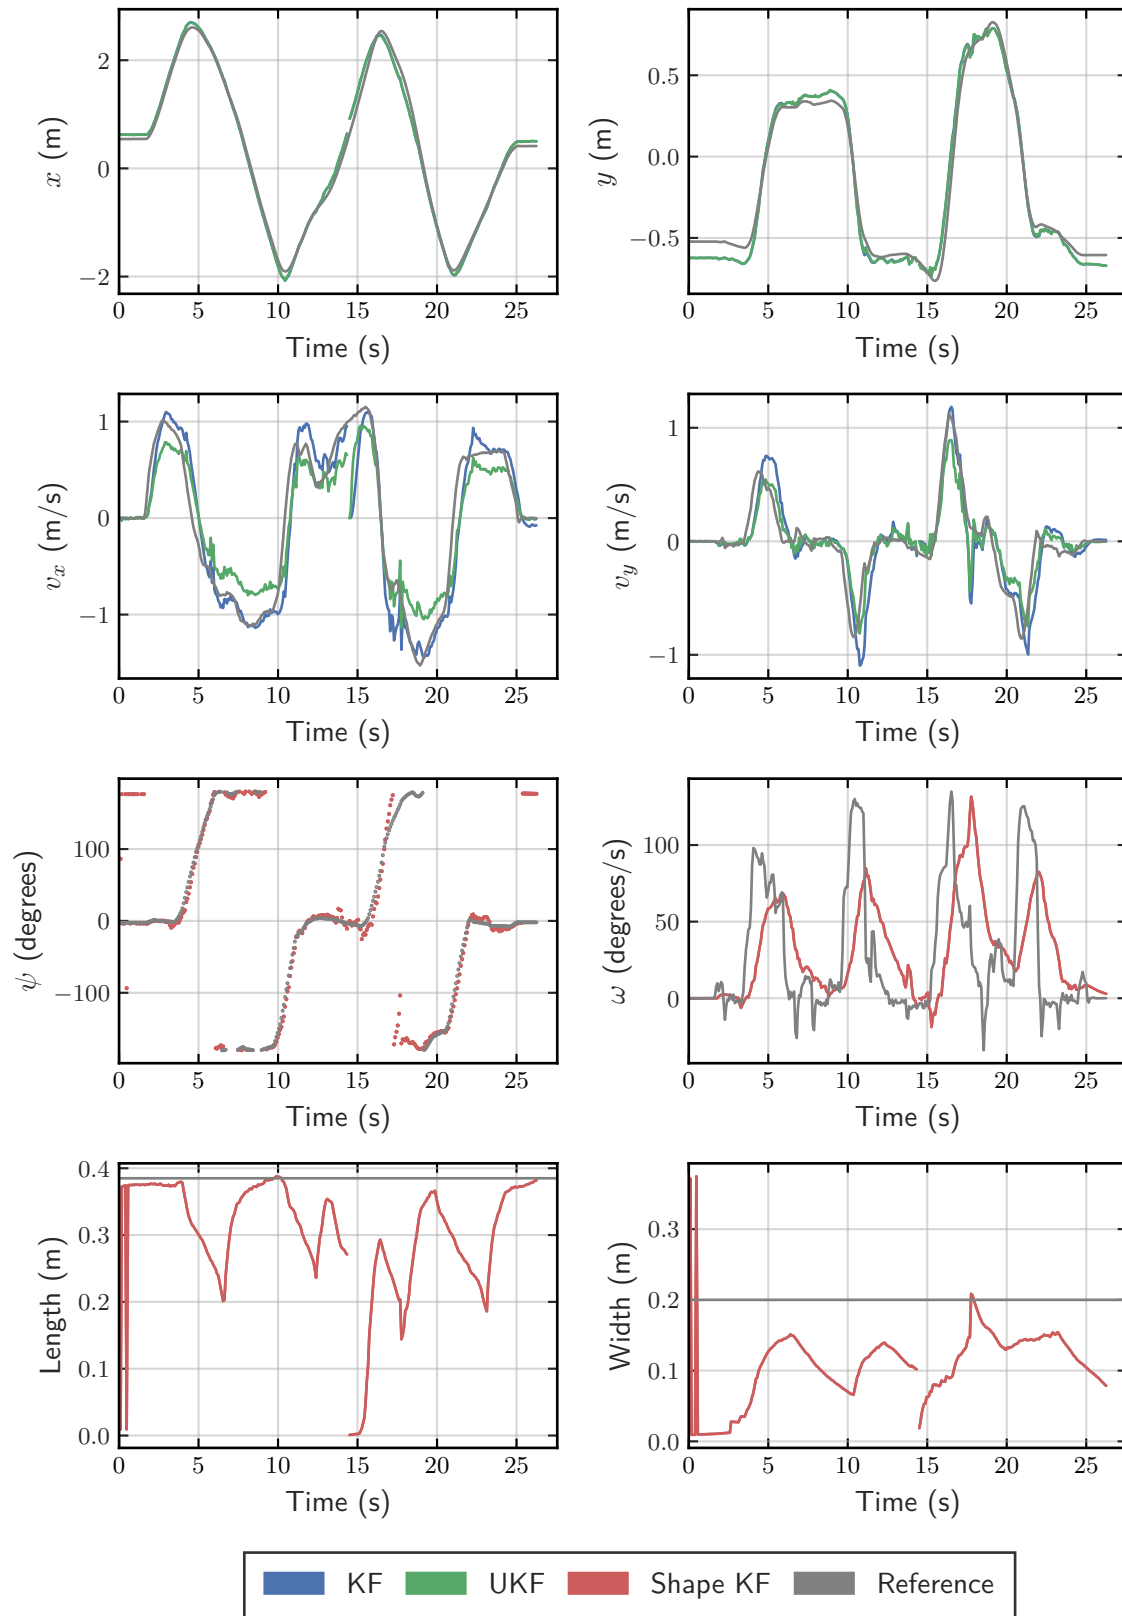 2
0
−2
x (m)
0 5 10 15 20 25
Time (s)
0.5
0.0
−0.5
y (m)
0 5 10 15 20 25
Time (s)
1
0
−1
v_x (m/s)
0 5 10 15 20 25
Time (s)
1
0
−1
v_y (m/s)
0 5 10 15 20 25
Time (s)
100
0
−100
ψ (degrees)
0 5 10 15 20 25
Time (s)
100
50
0
ω (degrees/s)
0 5 10 15 20 25
Time (s)
0.4
0.3
0.2
0.1
0.0
Length (m)
0 5 10 15 20 25
Time (s)
0.3
0.2
0.1
0.0
Width (m)
0 5 10 15 20 25
Time (s)
KF UKF Shape KF Reference